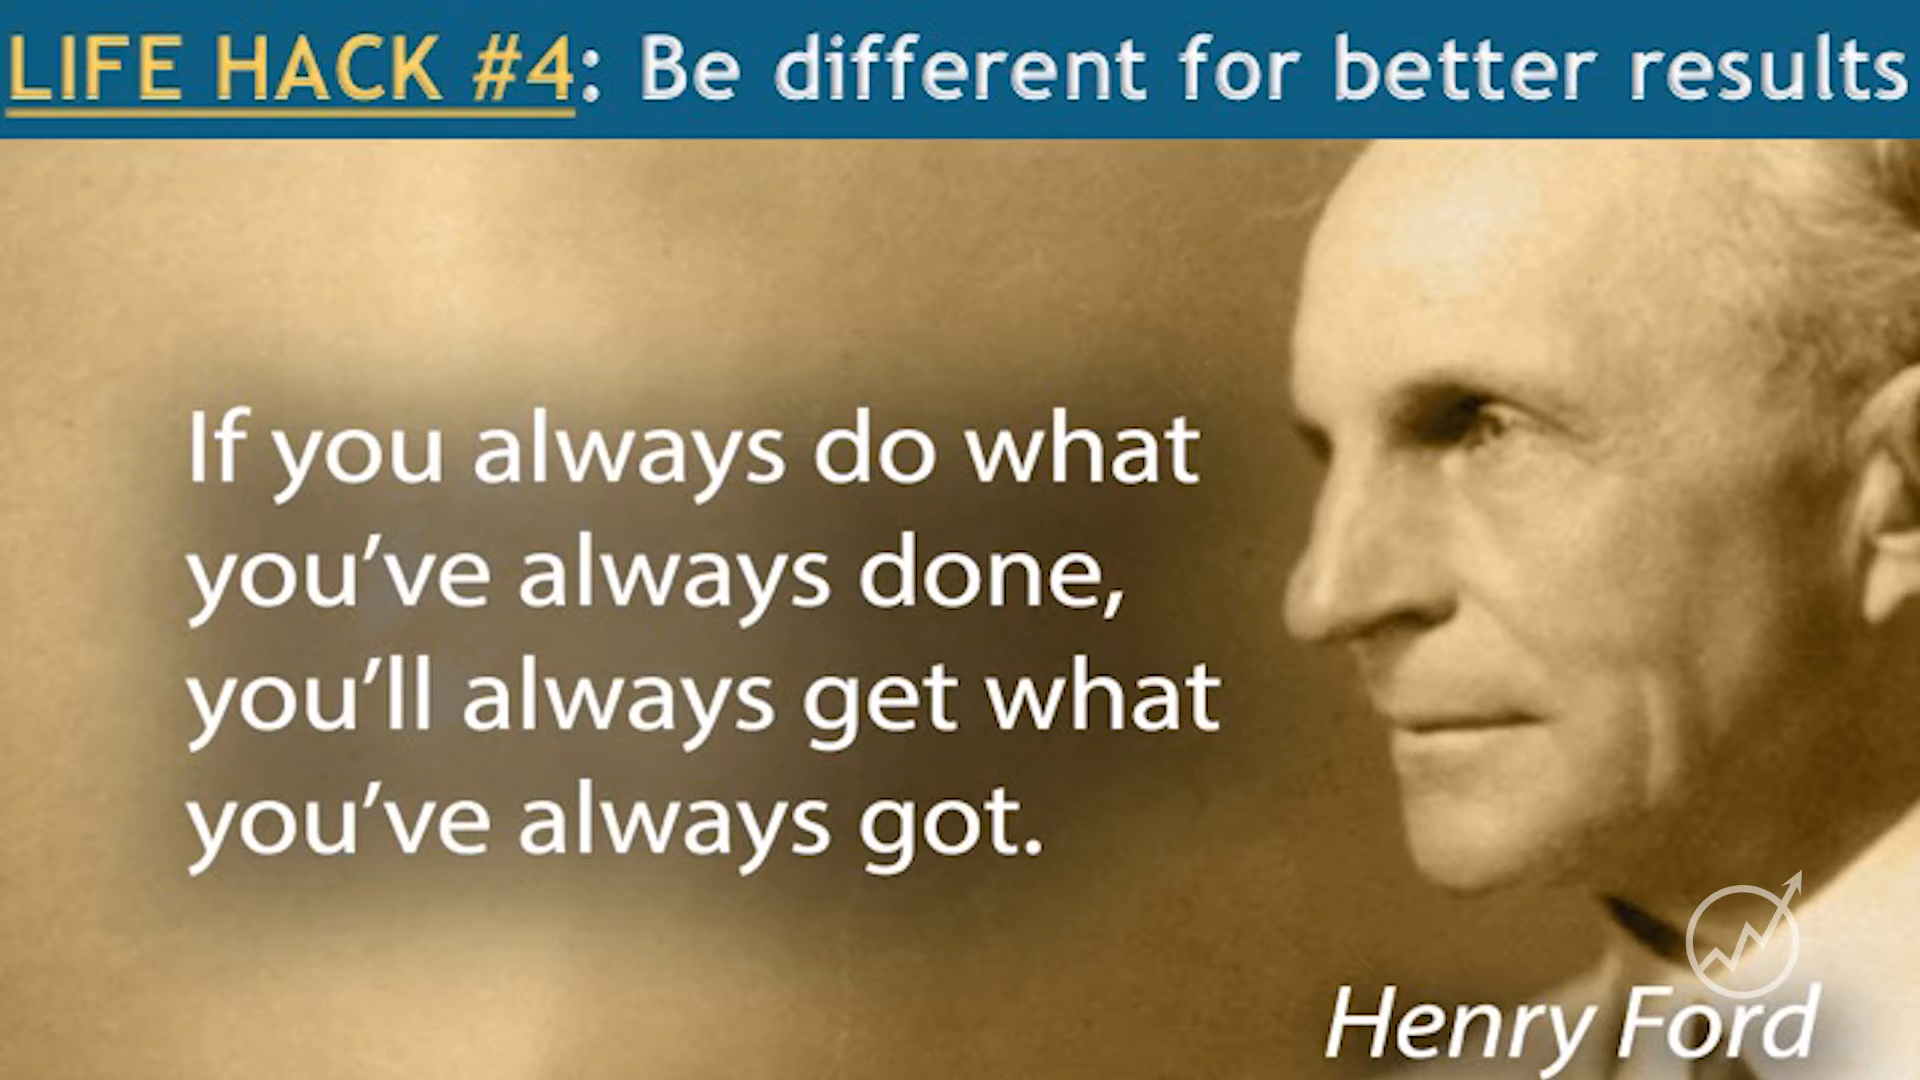 LIFE HACK #4: Be different for better results
If you always do what
you’ve always done,
you’ll always get what
you’ve always got.
Henry Ford